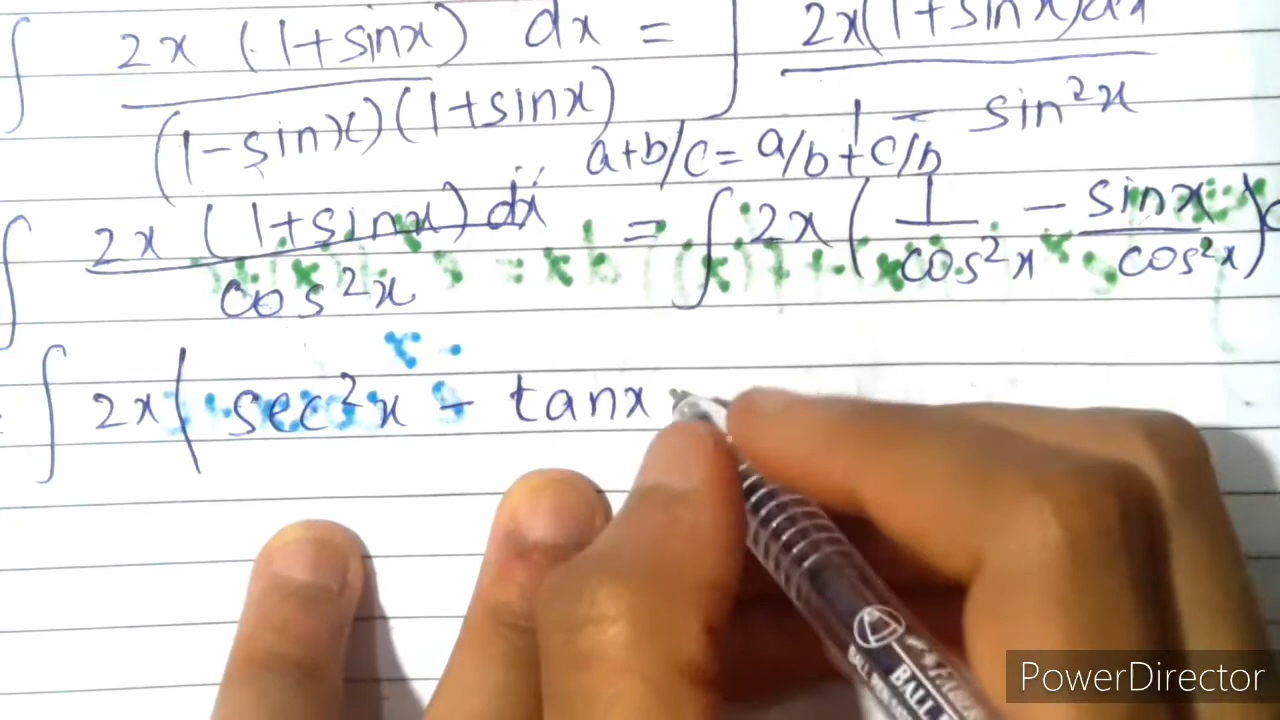 ∫ 2x (1+sinx) / (1-sinx)(1+sinx) dx = ∫ 2x(1+sinx)dx / 1 - sin²x
∵ a+b/c = a/b + c/b
∫ 2x (1+sinx) dx / cos²x = ∫ 2x ( 1/cos²x - sinx/cos²x )
∫ 2x ( sec²x - tanx
BALL
PowerDirector